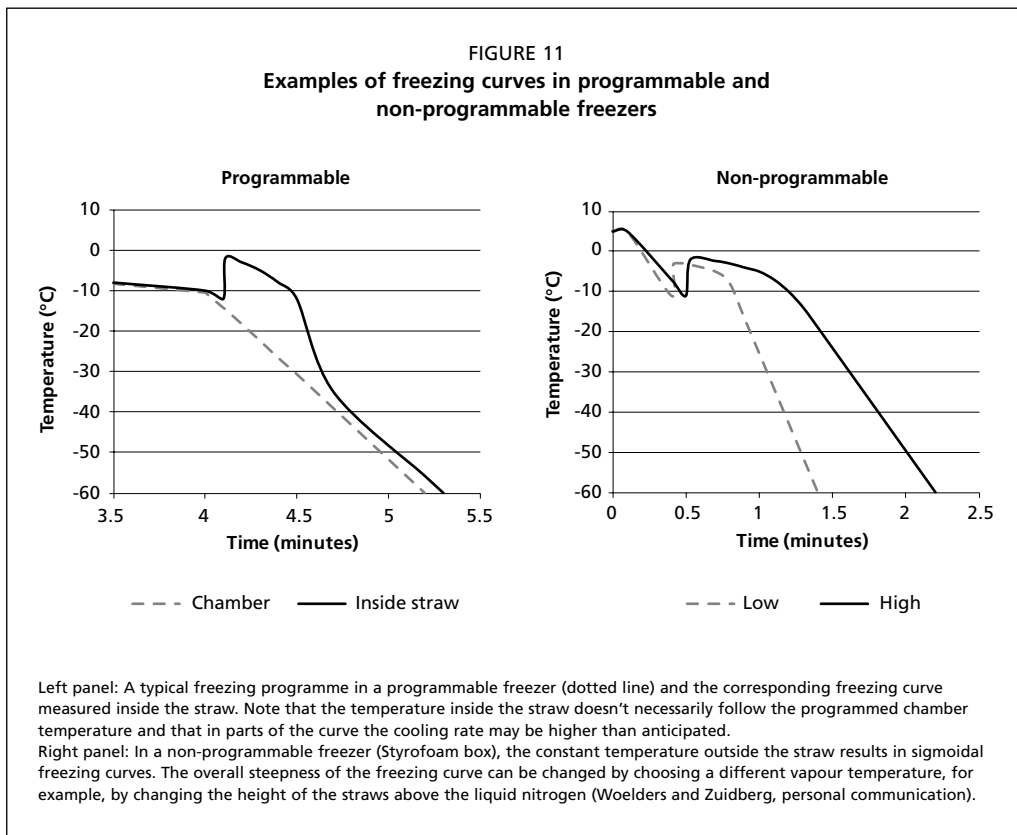 FIGURE 11
Examples of freezing curves in programmable and
non-programmable freezers
Programmable
10
0
-10
-20
-30
-40
-50
-60
3.5
4
4.5
5
5.5
Temperature (°C)
Time (minutes)
Chamber
Inside straw
Non-programmable
10
0
-10
-20
-30
-40
-50
-60
0
0.5
1
1.5
2
2.5
Temperature (°C)
Time (minutes)
Low
High
Left panel: A typical freezing programme in a programmable freezer (dotted line) and the corresponding freezing curve
measured inside the straw. Note that the temperature inside the straw doesn't necessarily follow the programmed chamber
temperature and that in parts of the curve the cooling rate may be higher than anticipated.
Right panel: In a non-programmable freezer (Styrofoam box), the constant temperature outside the straw results in sigmoidal
freezing curves. The overall steepness of the freezing curve can be changed by choosing a different vapour temperature, for
example, by changing the height of the straws above the liquid nitrogen (Woelders and Zuidberg, personal communication).